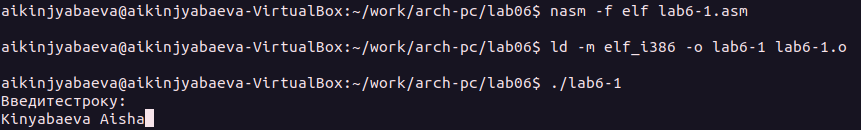 aikinjyabaeva@aikinjyabaeva-VirtualBox:~/work/arch-pc/lab06$ nasm -f elf lab6-1.asm
aikinjyabaeva@aikinjyabaeva-VirtualBox:~/work/arch-pc/lab06$ ld -m elf_i386 -o lab6-1 lab6-1.o
aikinjyabaeva@aikinjyabaeva-VirtualBox:~/work/arch-pc/lab06$ ./lab6-1
Введитестроку:
Kinyabaeva Aisha